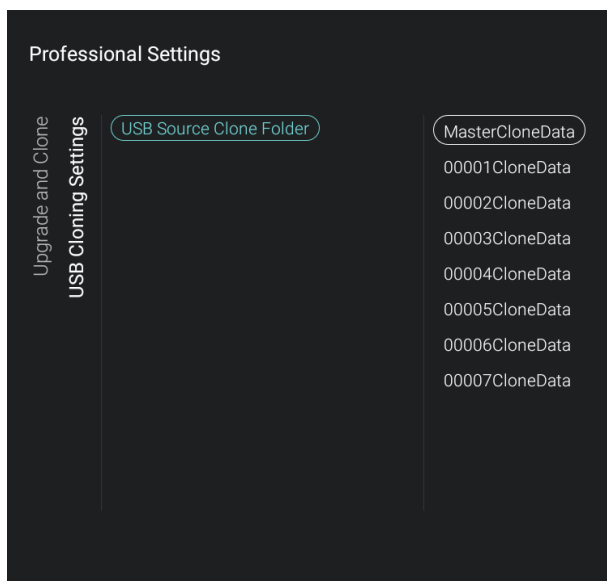 Professional Settings
Upgrade and Clone
USB Cloning Settings
USB Source Clone Folder
MasterCloneData
00001CloneData
00002CloneData
00003CloneData
00004CloneData
00005CloneData
00006CloneData
00007CloneData